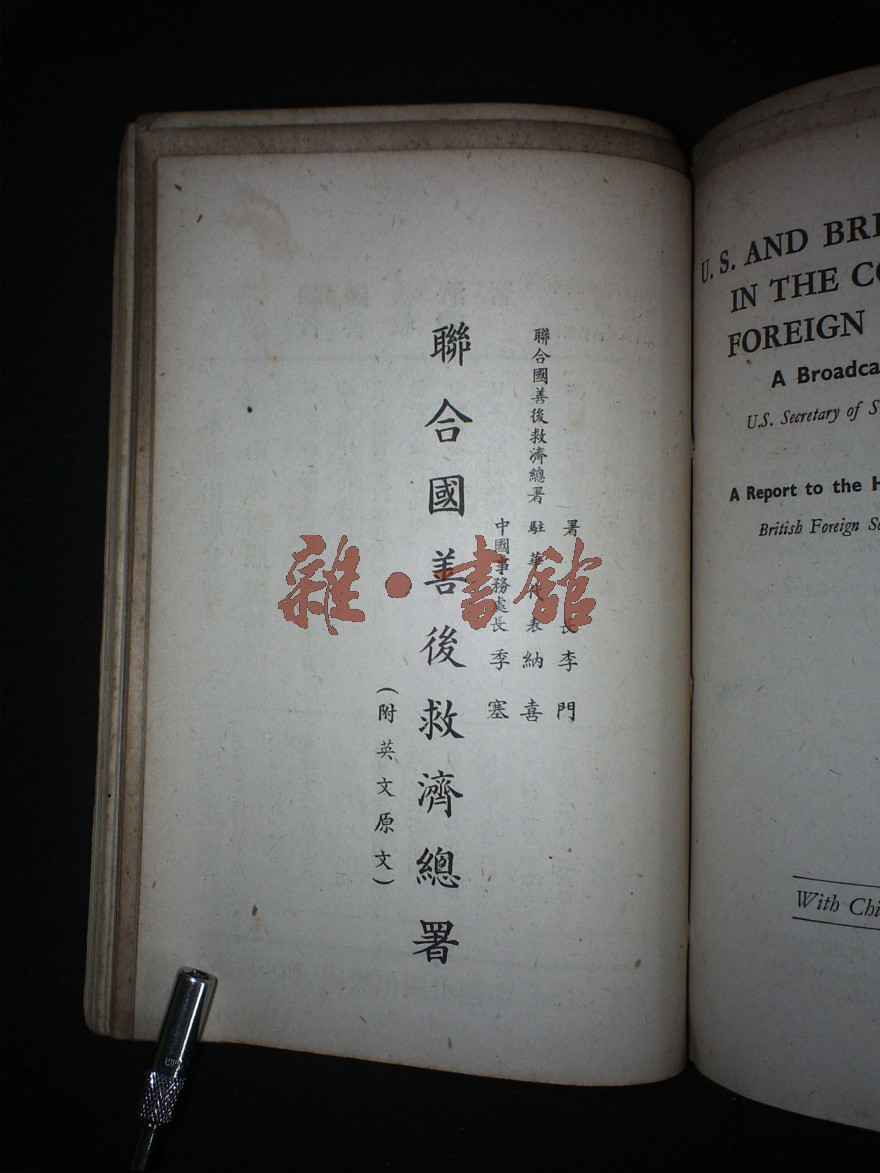 聯合國善後救濟總署
署長李門
駐華代表納喜
中國事務處長季塞
聯合國善後救濟總署
（附英文原文）
雜·書館
U. S. AND BRI
IN THE CO
FOREIGN
A Broadca
U.S. Secretary of S
A Report to the H
British Foreign Se
With Chi